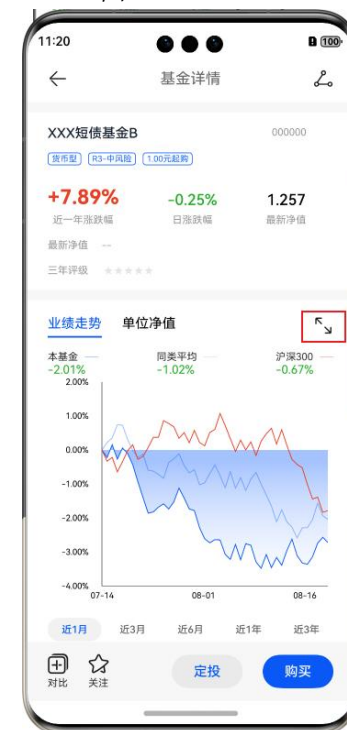 11:20
100
基金详情
XXX短债基金B
000000
货币型 R3-中风险 1.00元起购
+7.89% -0.25% 1.257
近一年涨跌幅 日涨跌幅 最新净值
最新净值 --
三年评级
业绩走势 单位净值
本基金 同类平均 沪深300
-2.01% -1.02% -0.67%
2.00%
1.00%
0.00%
-1.00%
-2.00%
-3.00%
-4.00%
07-14 08-01 08-16
近1月 近3月 近6月 近1年 近3年
对比 关注 定投 购买